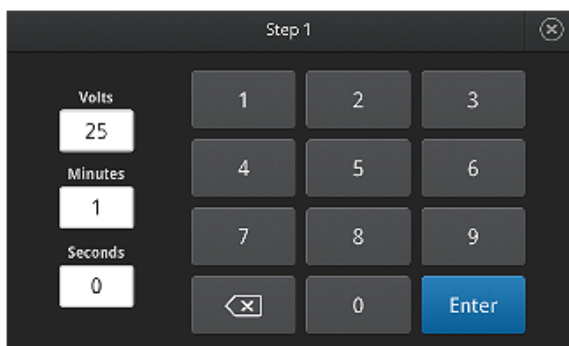 Step 1
Volts
25
Minutes
1
Seconds
0
1 2 3
4 5 6
7 8 9
0 Enter